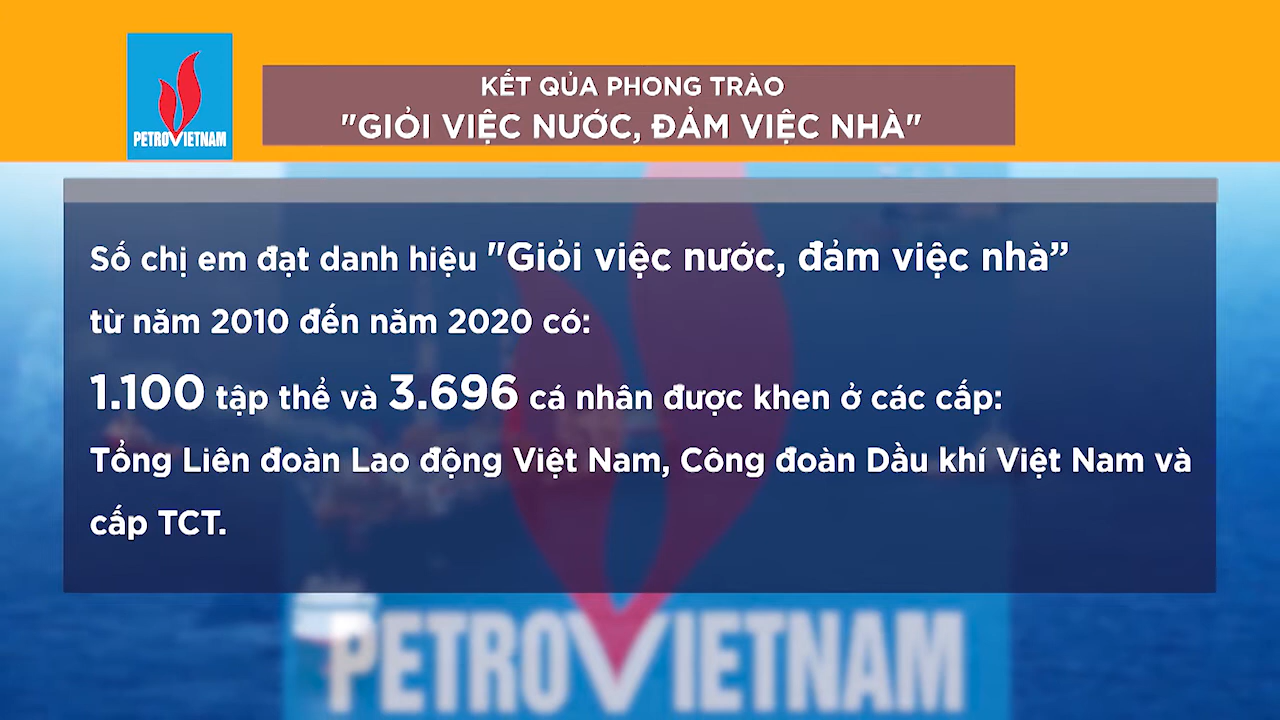 PETROVIETNAM
KẾT QỦA PHONG TRÀO
"GIỎI VIỆC NƯỚC, ĐẢM VIỆC NHÀ"
Số chị em đạt danh hiệu "Giỏi việc nước, đảm việc nhà”
từ năm 2010 đến năm 2020 có:
1.100 tập thể và 3.696 cá nhân được khen ở các cấp:
Tổng Liên đoàn Lao động Việt Nam, Công đoàn Dầu khí Việt Nam và
cấp TCT.
PETROVIETNAM